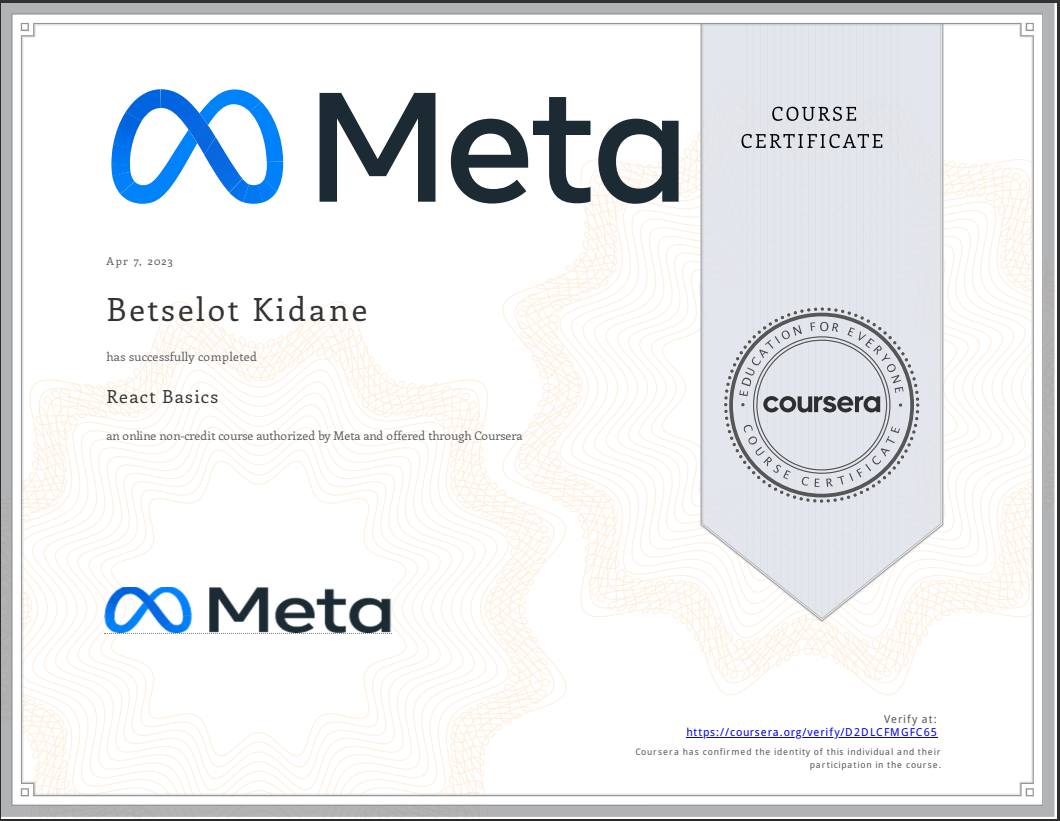 Meta
COURSE
CERTIFICATE
Apr 7, 2023
Betselot Kidane
has successfully completed
React Basics
an online non-credit course authorized by Meta and offered through Coursera
EDUCATION FOR EVERYONE
coursera
COURSE CERTIFICATE
Meta
Verify at:
https://coursera.org/verify/D2DLCFMGFC65
Coursera has confirmed the identity of this individual and their
participation in the course.